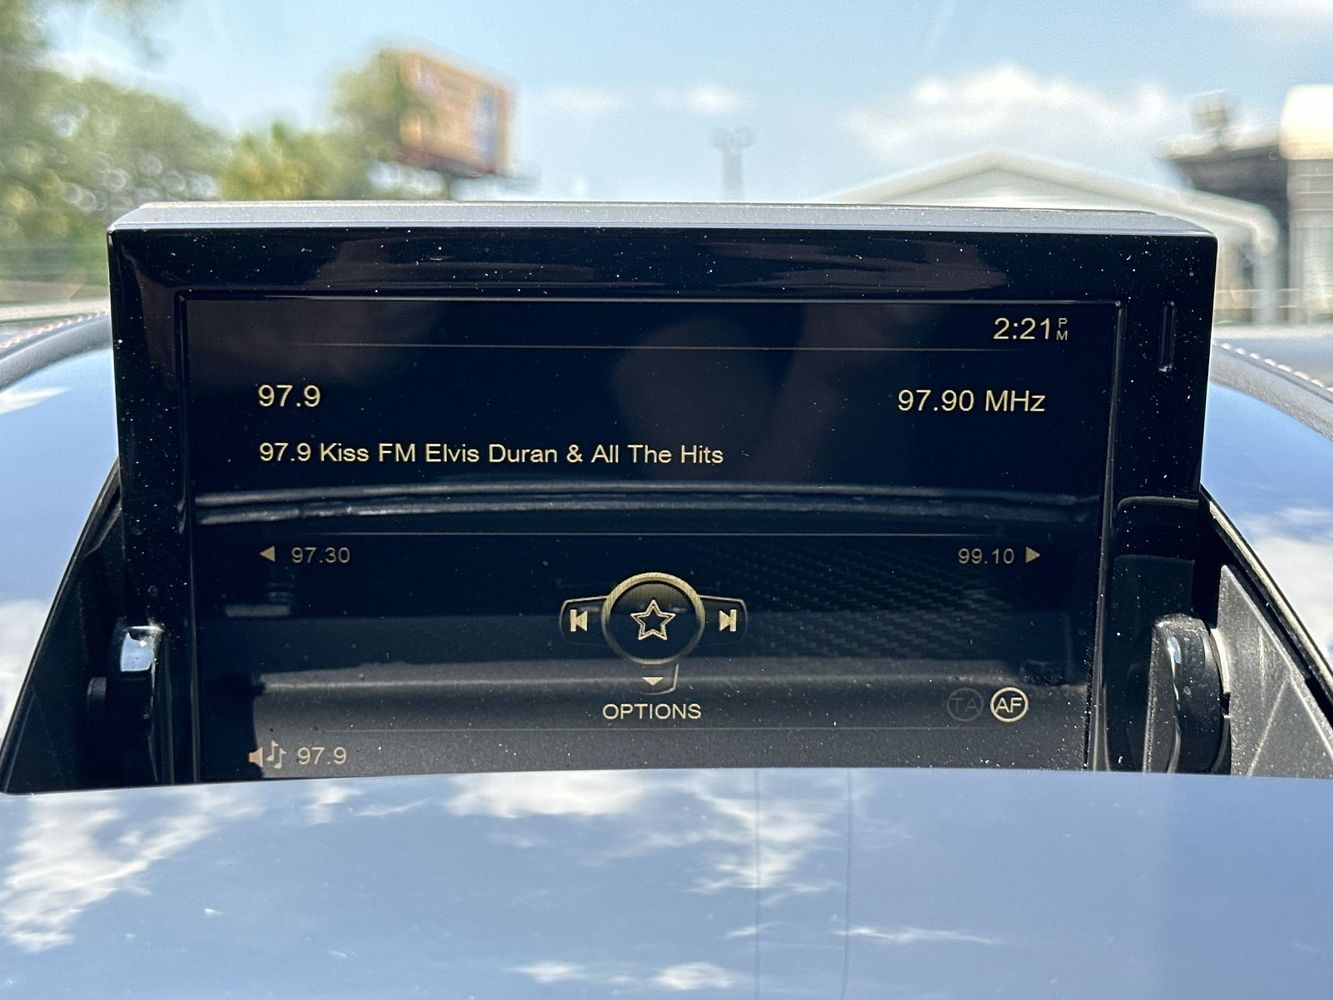 2:21 PM
97.9 97.90 MHz
97.9 Kiss FM Elvis Duran & All The Hits
97.30 99.10
OPTIONS
TA AF
97.9